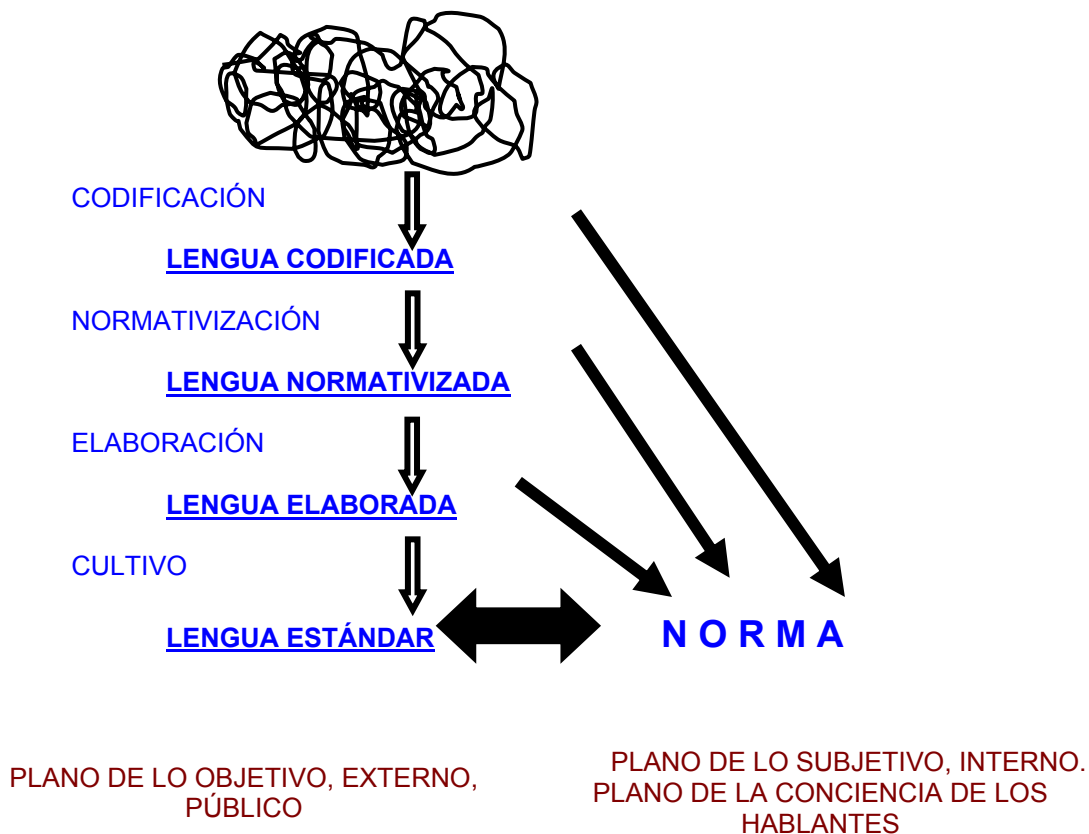 CODIFICACIÓN
LENGUA CODIFICADA
NORMATIVIZACIÓN
LENGUA NORMATIVIZADA
ELABORACIÓN
LENGUA ELABORADA
CULTIVO
LENGUA ESTÁNDAR
N O R M A
PLANO DE LO OBJETIVO, EXTERNO,
PÚBLICO
PLANO DE LO SUBJETIVO, INTERNO.
PLANO DE LA CONCIENCIA DE LOS
HABLANTES